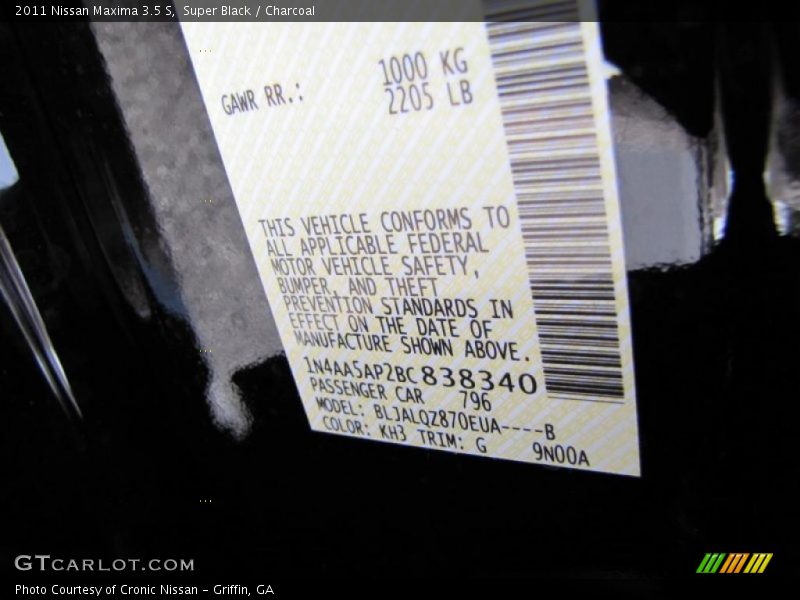 2011 Nissan Maxima 3.5 S, Super Black / Charcoal
GAWR RR.: 1000 KG
2205 LB
THIS VEHICLE CONFORMS TO
ALL APPLICABLE FEDERAL
MOTOR VEHICLE SAFETY,
BUMPER, AND THEFT
PREVENTION STANDARDS IN
EFFECT ON THE DATE OF
MANUFACTURE SHOWN ABOVE.
1N4AA5AP2BC838340
PASSENGER CAR 796
MODEL: BLJALQZ870EUA----B
COLOR: KH3 TRIM: G 9N00A
GTCARLOT.COM
Photo Courtesy of Cronic Nissan - Griffin, GA